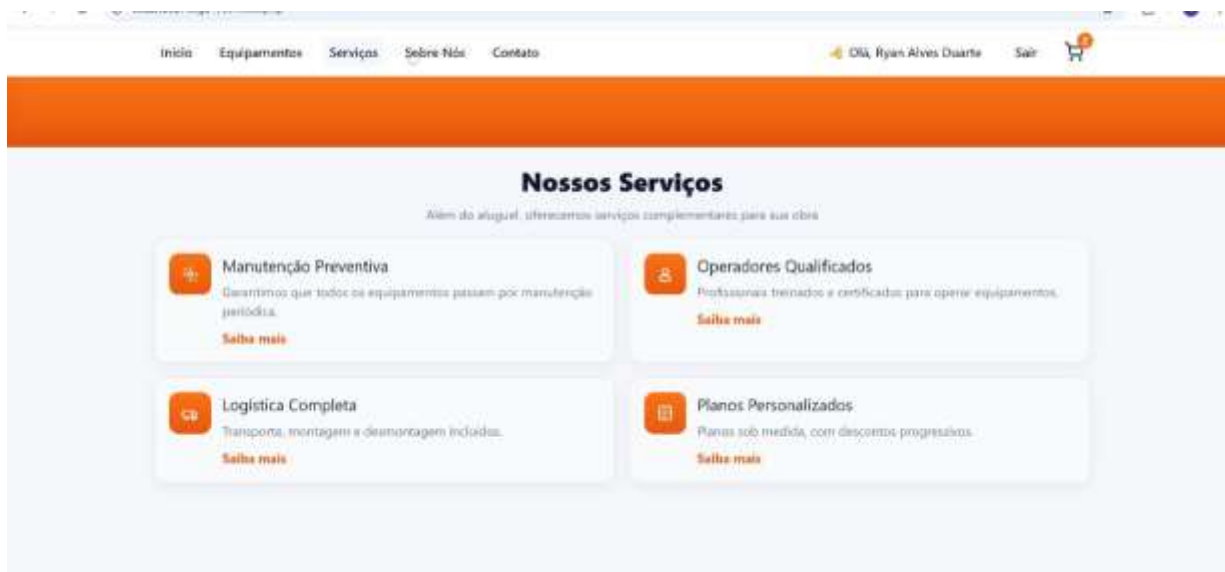 Início Equipamentos Serviços Sobre Nós Contato Olá, Ryan Alves Duarte Sair
Nossos Serviços
Além do aluguel, oferecemos serviços complementares para sua obra
Manutenção Preventiva
Garantimos que todos os equipamentos passam por manutenção
periódica.
Saiba mais
Operadores Qualificados
Profissionais treinados e certificados para operar equipamentos.
Saiba mais
Logística Completa
Transporte, montagem e desmontagem incluídos.
Saiba mais
Planos Personalizados
Planos sob medida, com descontos progressivos.
Saiba mais